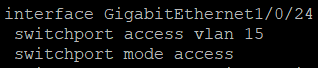 interface GigabitEthernet1/0/24
switchport access vlan 15
switchport mode access